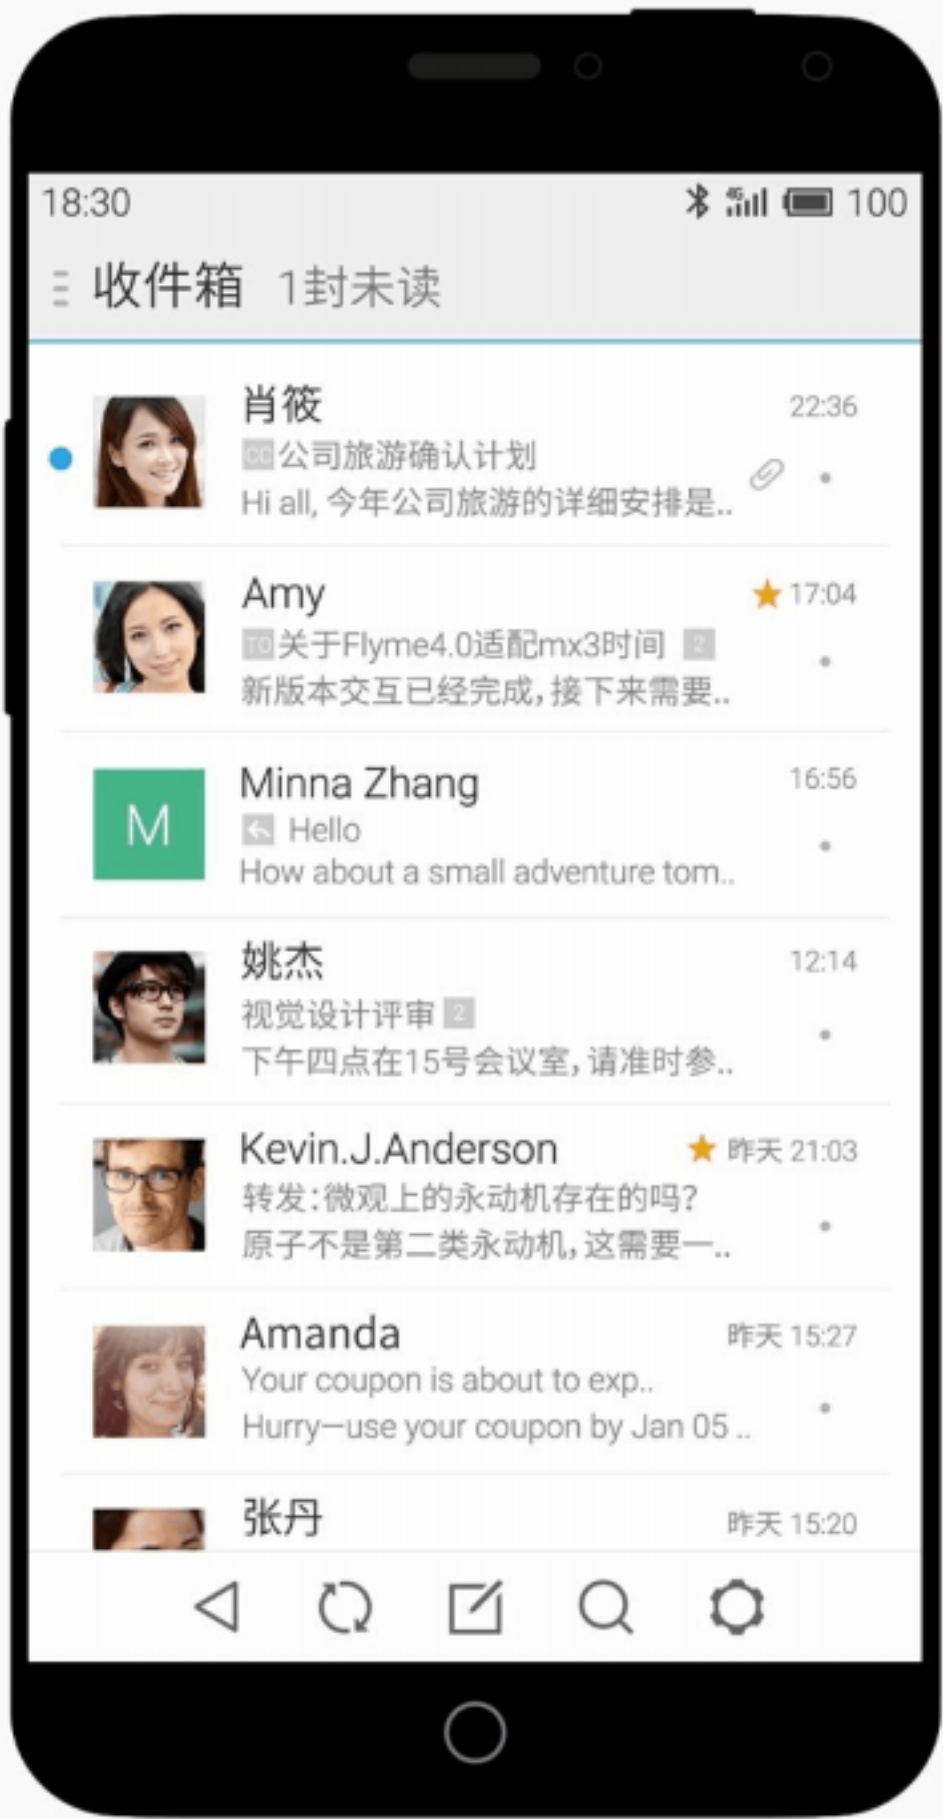 18:30 4G 100
收件箱 1封未读
肖筱 22:36
CC 公司旅游确认计划
Hi all, 今年公司旅游的详细安排是..
Amy 17:04
TO 关于Flyme4.0适配mx3时间 2
新版本交互已经完成，接下来需要..
Minna Zhang 16:56
M
Hello
How about a small adventure tom..
姚杰 12:14
视觉设计评审 2
下午四点在15号会议室，请准时参..
Kevin.J.Anderson 昨天 21:03
转发：微观上的永动机存在的吗？
原子不是第二类永动机，这需要一..
Amanda 昨天 15:27
Your coupon is about to exp..
Hurry—use your coupon by Jan 05 ..
张丹 昨天 15:20